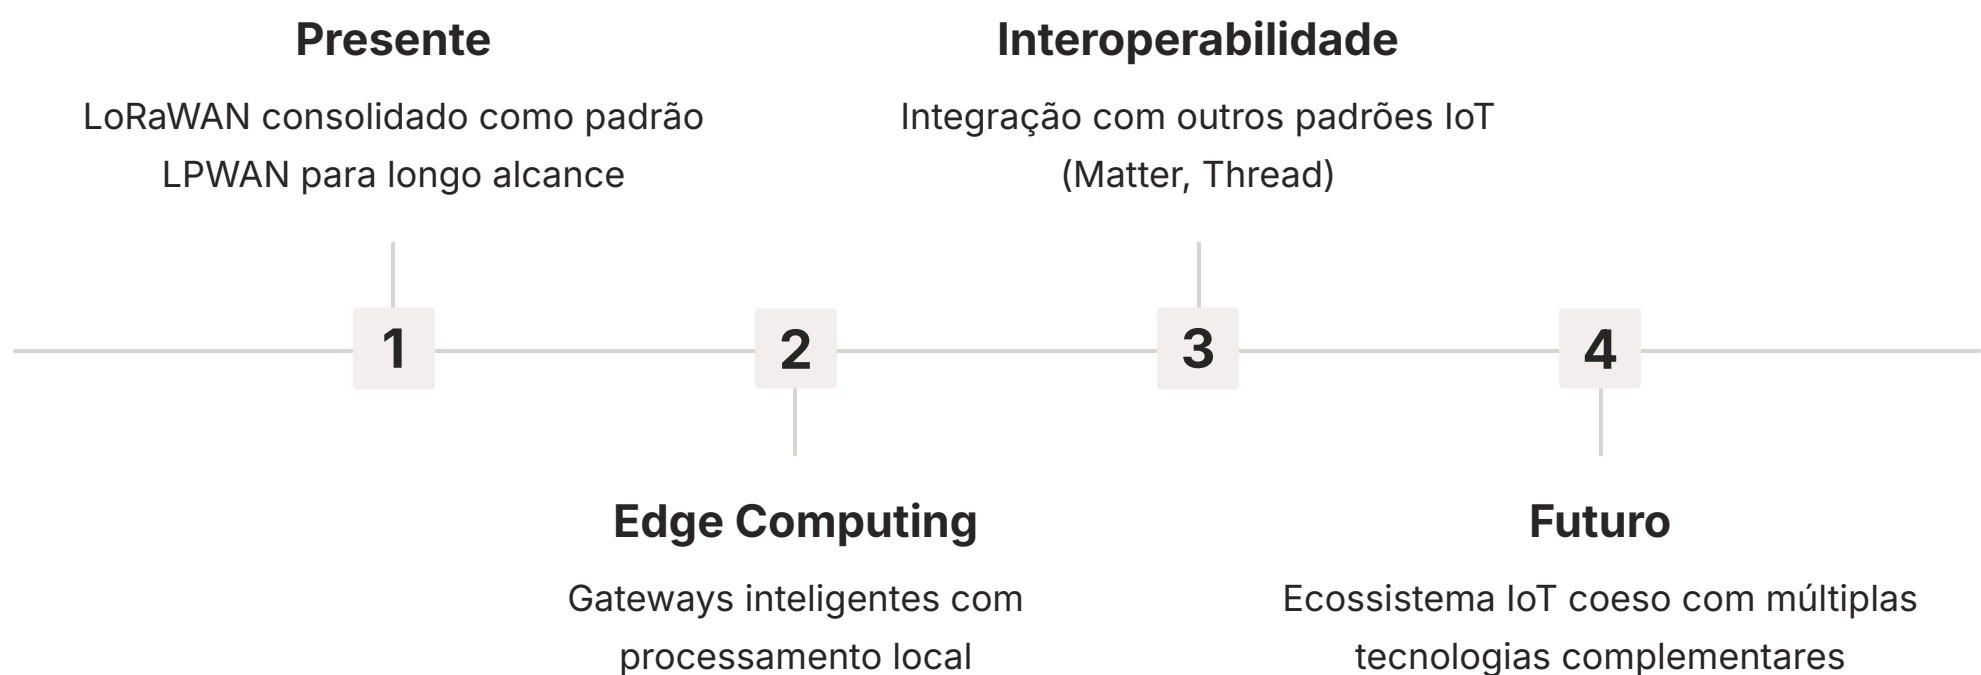 Presente
LoRaWAN consolidado como padrão
LPWAN para longo alcance
Interoperabilidade
Integração com outros padrões IoT
(Matter, Thread)
1
2
3
4
Edge Computing
Gateways inteligentes com
processamento local
Futuro
Ecossistema IoT coeso com múltiplas
tecnologias complementares